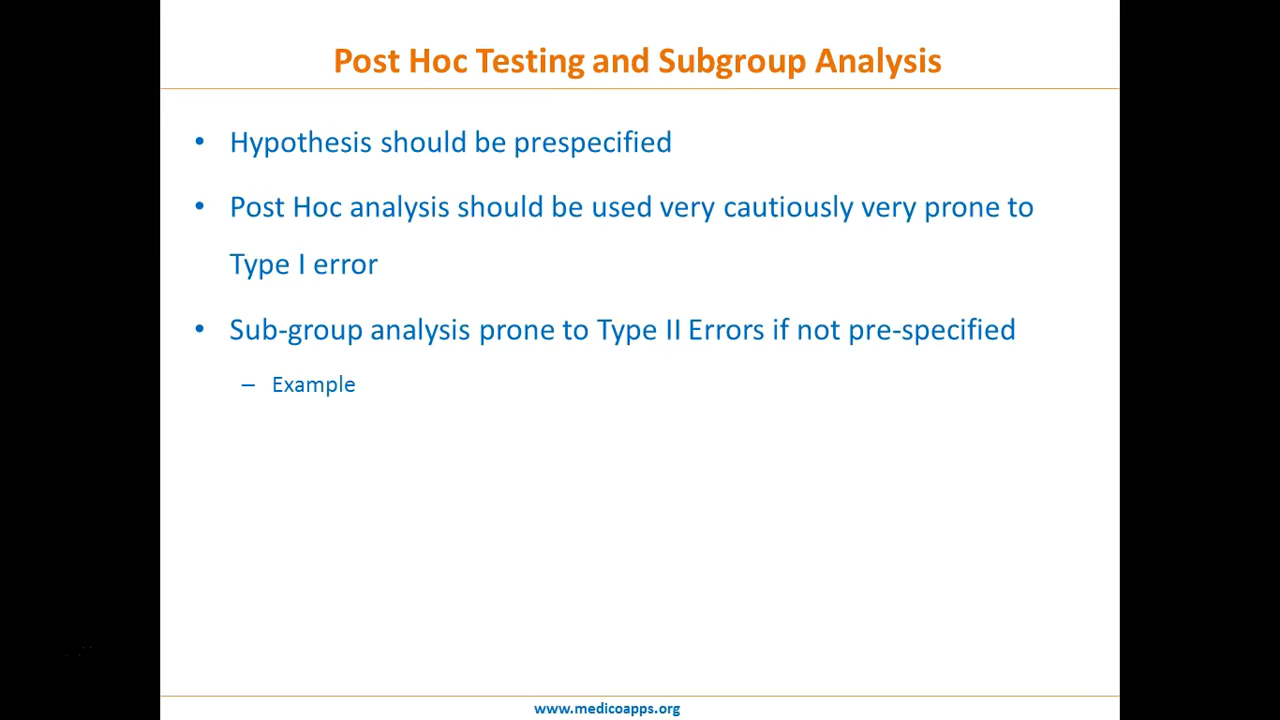 Post Hoc Testing and Subgroup Analysis
• Hypothesis should be prespecified
• Post Hoc analysis should be used very cautiously very prone to
Type I error
• Sub-group analysis prone to Type II Errors if not pre-specified
– Example
www.medicoapps.org